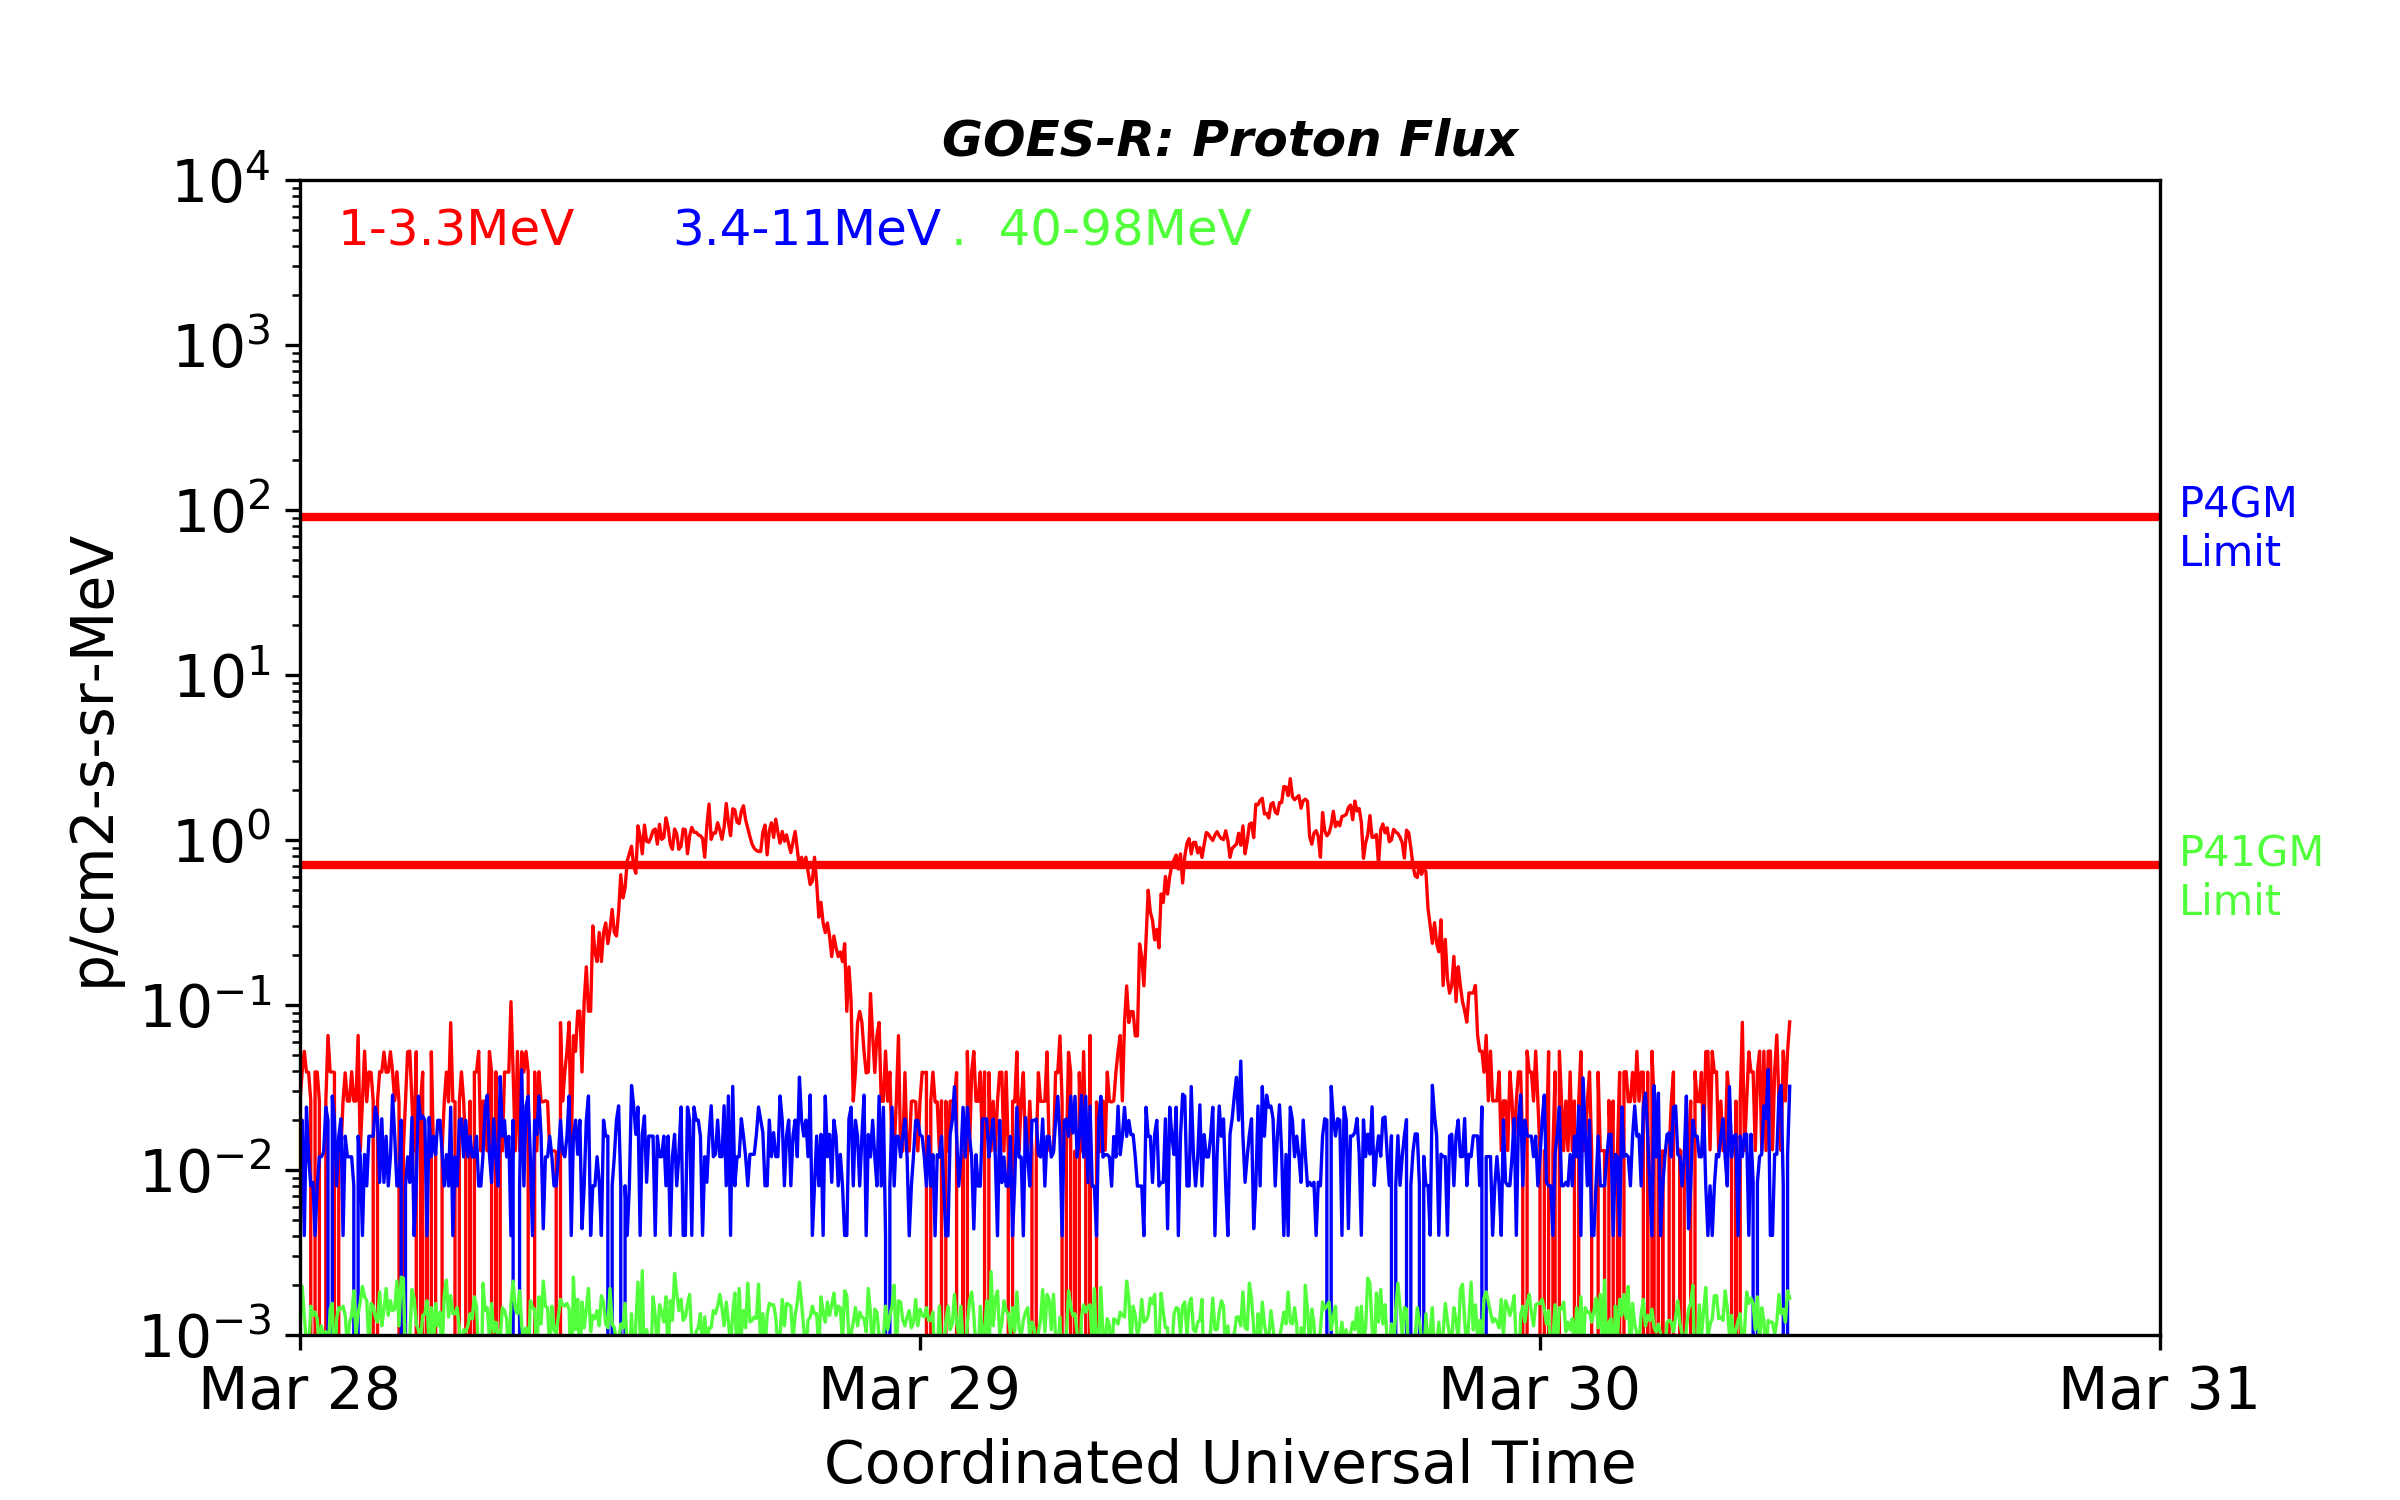 GOES-R: Proton Flux
10^4
1-3.3MeV 3.4-11MeV . 40-98MeV
10^3
10^2
P4GM
Limit
10^1
10^0
P41GM
Limit
10^−1
10^−2
10^−3
p/cm2-s-sr-MeV
Mar 28 Mar 29 Mar 30 Mar 31
Coordinated Universal Time